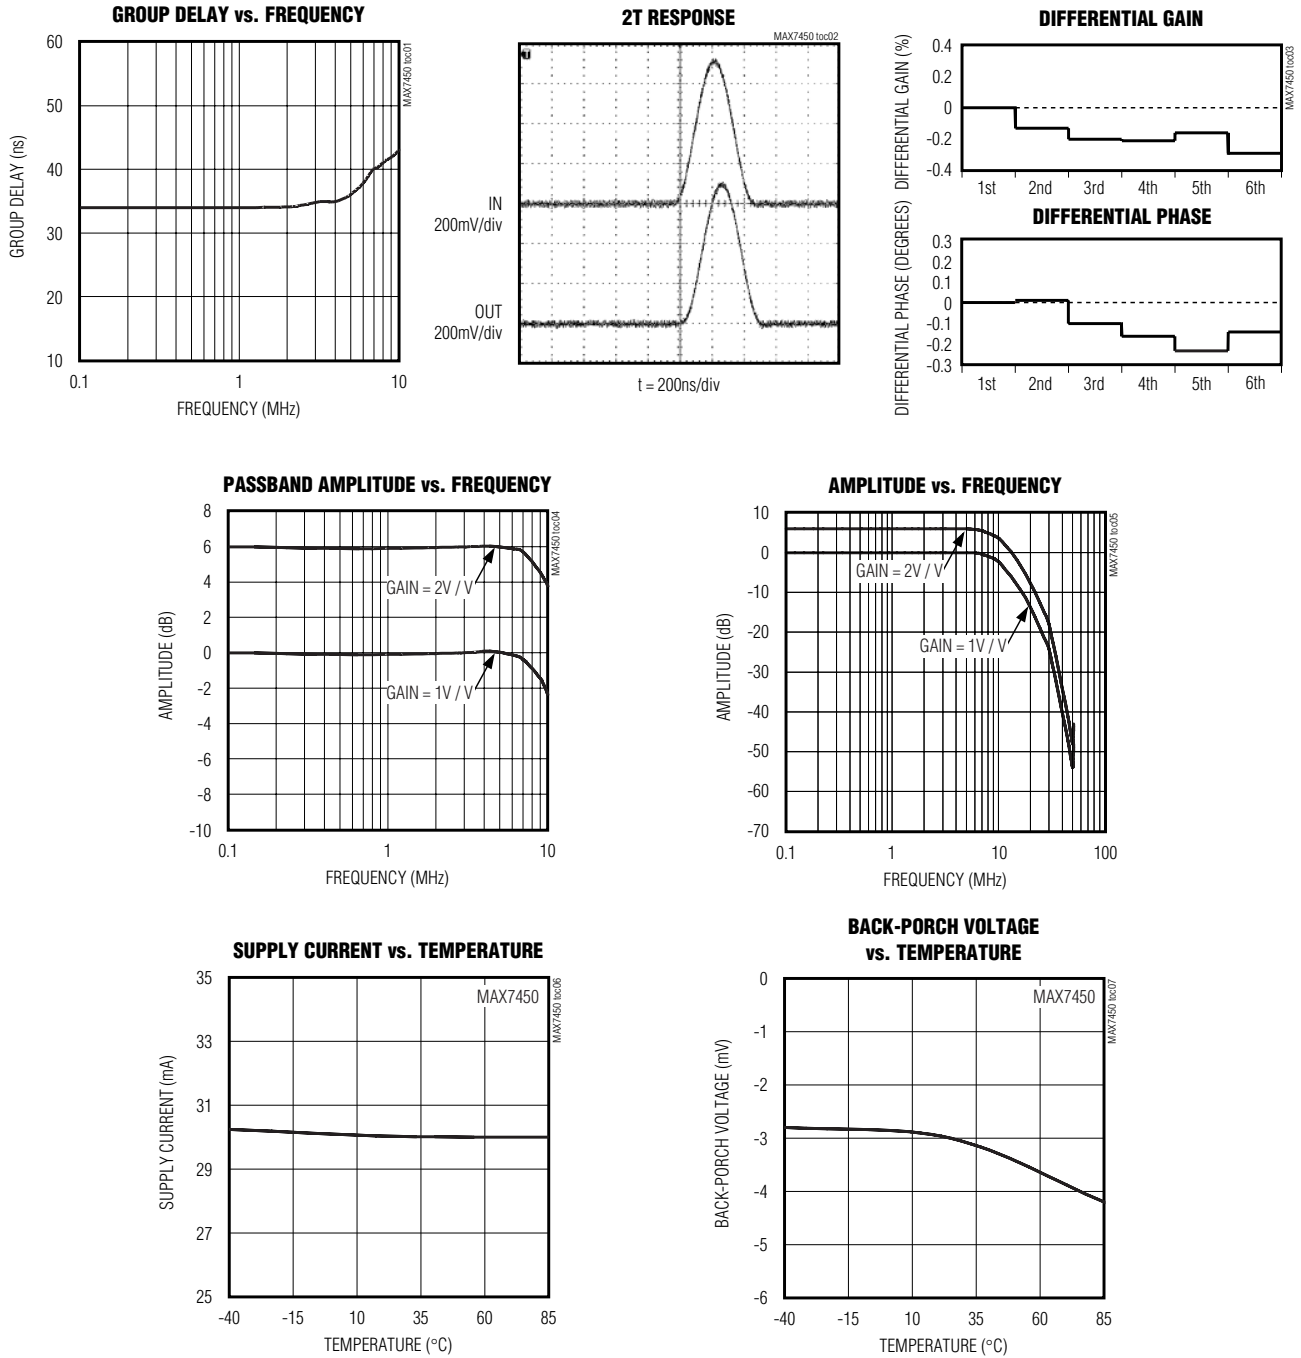 GROUP DELAY vs. FREQUENCY
MAX7450 toc01
GROUP DELAY (ns)
60
50
40
30
20
10
0.1
1
10
FREQUENCY (MHz)
2T RESPONSE
MAX7450 toc02
IN
200mV/div
OUT
200mV/div
t = 200ns/div
DIFFERENTIAL GAIN
MAX7450 toc03
DIFFERENTIAL GAIN (%)
0.4
0.2
0
-0.2
-0.4
1st
2nd
3rd
4th
5th
6th
DIFFERENTIAL PHASE
DIFFERENTIAL PHASE (DEGREES)
0.3
0.2
0.1
0
-0.1
-0.2
-0.3
1st
2nd
3rd
4th
5th
6th
PASSBAND AMPLITUDE vs. FREQUENCY
MAX7450 toc04
AMPLITUDE (dB)
8
6
4
2
0
-2
-4
-6
-8
-10
GAIN = 2V / V
GAIN = 1V / V
0.1
1
10
FREQUENCY (MHz)
AMPLITUDE vs. FREQUENCY
MAX7450 toc05
AMPLITUDE (dB)
10
0
-10
-20
-30
-40
-50
-60
-70
GAIN = 2V / V
GAIN = 1V / V
0.1
1
10
100
FREQUENCY (MHz)
SUPPLY CURRENT vs. TEMPERATURE
MAX7450 toc06
MAX7450
SUPPLY CURRENT (mA)
35
33
31
29
27
25
-40
-15
10
35
60
85
TEMPERATURE (°C)
BACK-PORCH VOLTAGE
vs. TEMPERATURE
MAX7450 toc07
MAX7450
BACK-PORCH VOLTAGE (mV)
0
-1
-2
-3
-4
-5
-6
-40
-15
10
35
60
85
TEMPERATURE (°C)